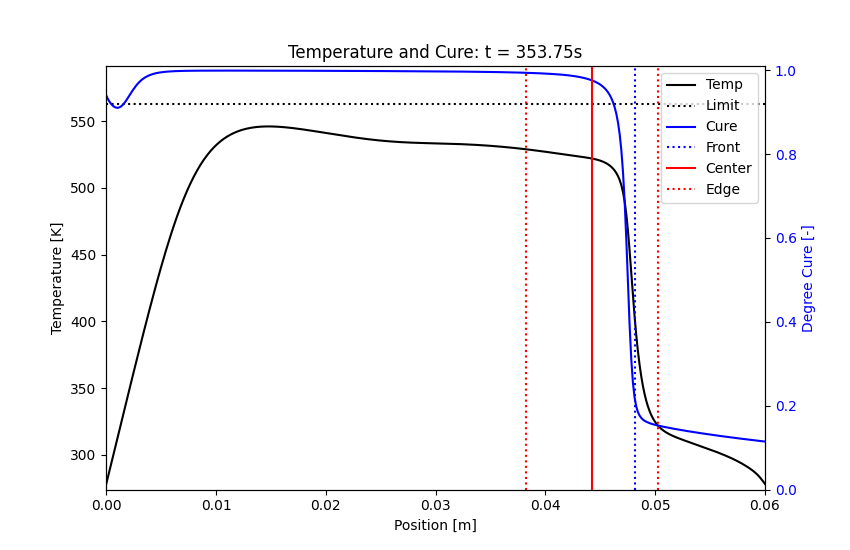 Temperature and Cure: t = 353.75s
Temperature [K]
550
500
450
400
350
300
1.0
0.8
0.6
0.4
0.2
0.0
Degree Cure [-]
Temp
Limit
Cure
Front
Center
Edge
0.00 0.01 0.02 0.03 0.04 0.05 0.06
Position [m]